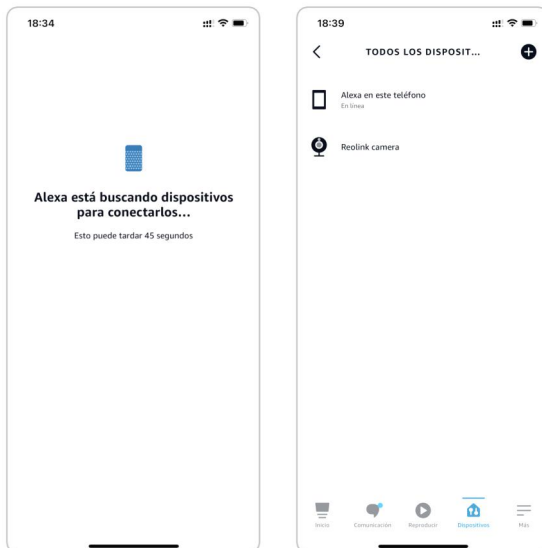 18:34
Alexa está buscando dispositivos
para conectarlos...
Esto puede tardar 45 segundos
18:39
TODOS LOS DISPOSIT...
Alexa en este teléfono
En línea
Reolink camera
Inicio
Comunicación
Reproducir
Dispositivos
Más